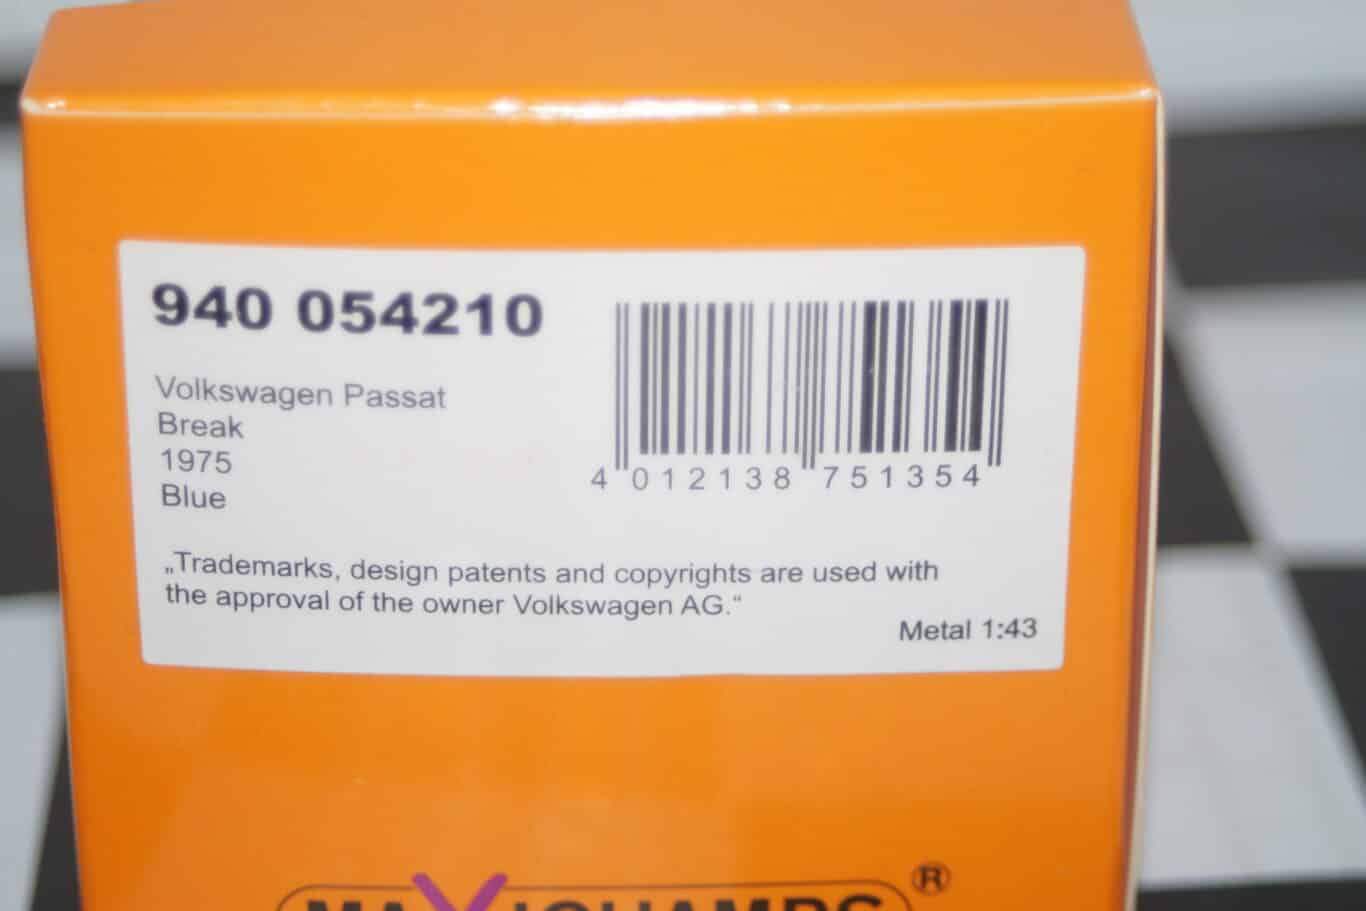 940 054210
Volkswagen Passat
Break
1975
Blue
4 012138 751354
„Trademarks, design patents and copyrights are used with
the approval of the owner Volkswagen AG.“
Metal 1:43
MAXICHAMPS®